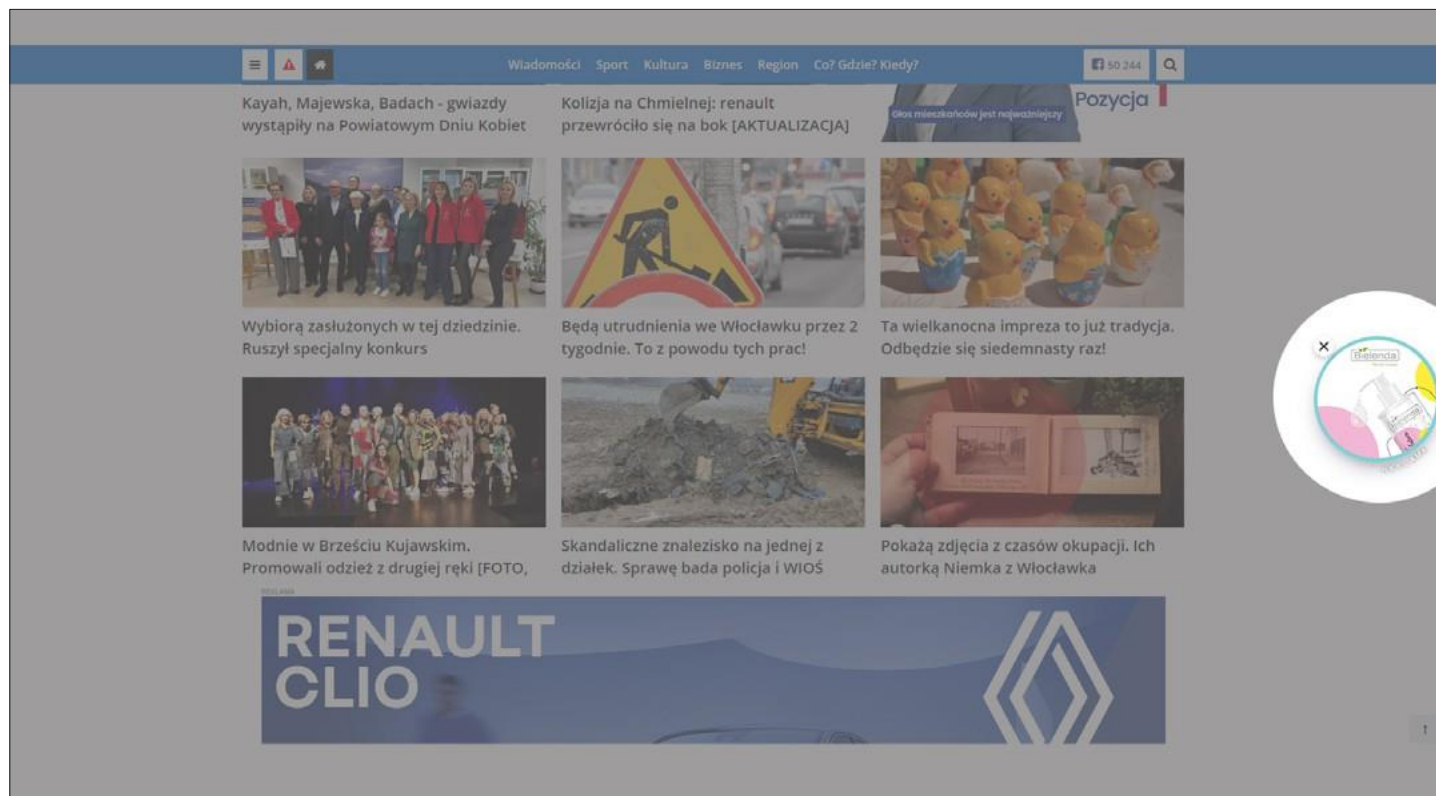 Wiadomości Sport Kultura Biznes Region Co? Gdzie? Kiedy?
50 244
Kayah, Majewska, Badach - gwiazdy
wystąpiły na Powiatowym Dniu Kobiet
Kolizja na Chmielnej: renault
przewróciło się na bok [AKTUALIZACJA]
Głos mieszkańców jest najważniejszy
Pozycja
Wybiorą zasłużonych w tej dziedzinie.
Ruszył specjalny konkurs
Będą utrudnienia we Włocławku przez 2
tygodnie. To z powodu tych prac!
Ta wielkanocna impreza to już tradycja.
Odbędzie się siedemnasty raz!
Bielenda
Modnie w Brześciu Kujawskim.
Promowali odzież z drugiej ręki [FOTO,
Skandaliczne znalezisko na jednej z
działek. Sprawę bada policja i WIOŚ
Pokażą zdjęcia z czasów okupacji. Ich
autorką Niemka z Włocławka
REKLAMA
RENAULT
CLIO